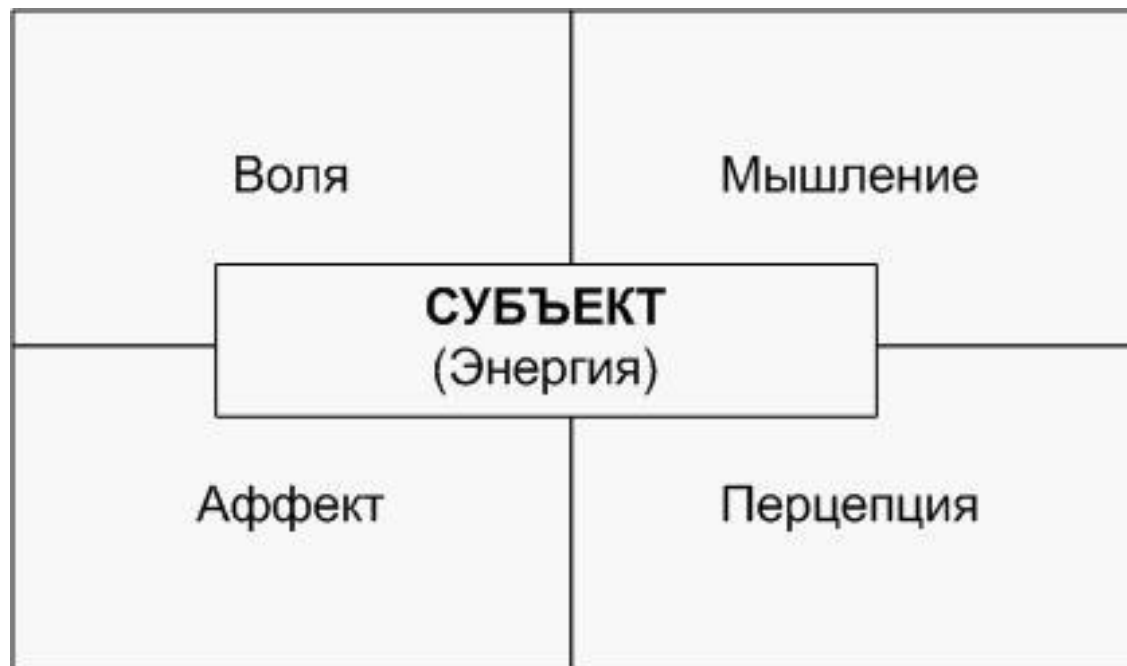 Воля
Мышление
СУБЪЕКТ
(Энергия)
Аффект
Перцепция